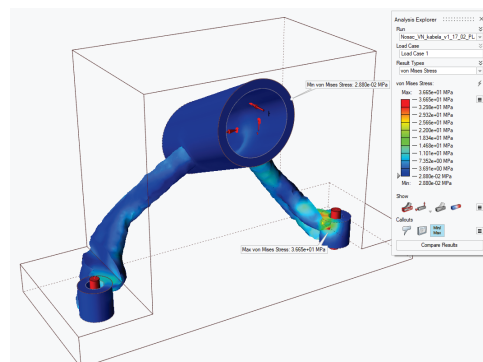 Analysis Explorer
Run
Nosac_VN_kabela_v1_17_02_PL
Load Case
Load Case 1
Result Types
von Mises Stress
von Mises Stress
Max: 3.665e+01 MPa
3.665e+01 MPa
3.298e+01 MPa
2.932e+01 MPa
2.566e+01 MPa
2.200e+01 MPa
1.834e+01 MPa
1.468e+01 MPa
1.101e+01 MPa
7.352e+00 MPa
3.691e+00 MPa
2.880e-02 MPa
Min: 2.880e-02 MPa
Show
Callouts
Min/
Max
Compare Results
Min von Mises Stress: 2.880e-02 MPa
Max von Mises Stress: 3.665e+01 MPa